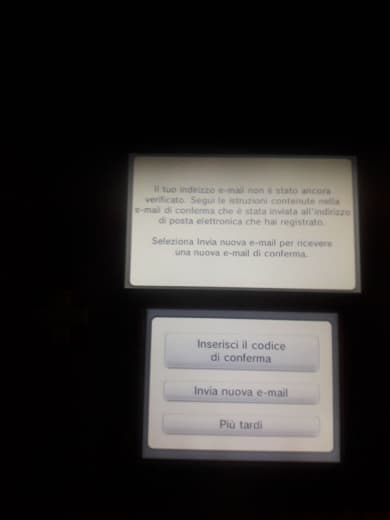 Il tuo indirizzo e-mail non è stato ancora
verificato. Segui le istruzioni contenute nella
e-mail di conferma che è stata inviata all'indirizzo
di posta elettronica che hai registrato.
Seleziona Invia nuova e-mail per ricevere
una nuova e-mail di conferma.
Inserisci il codice
di conferma
Invia nuova e-mail
Più tardi